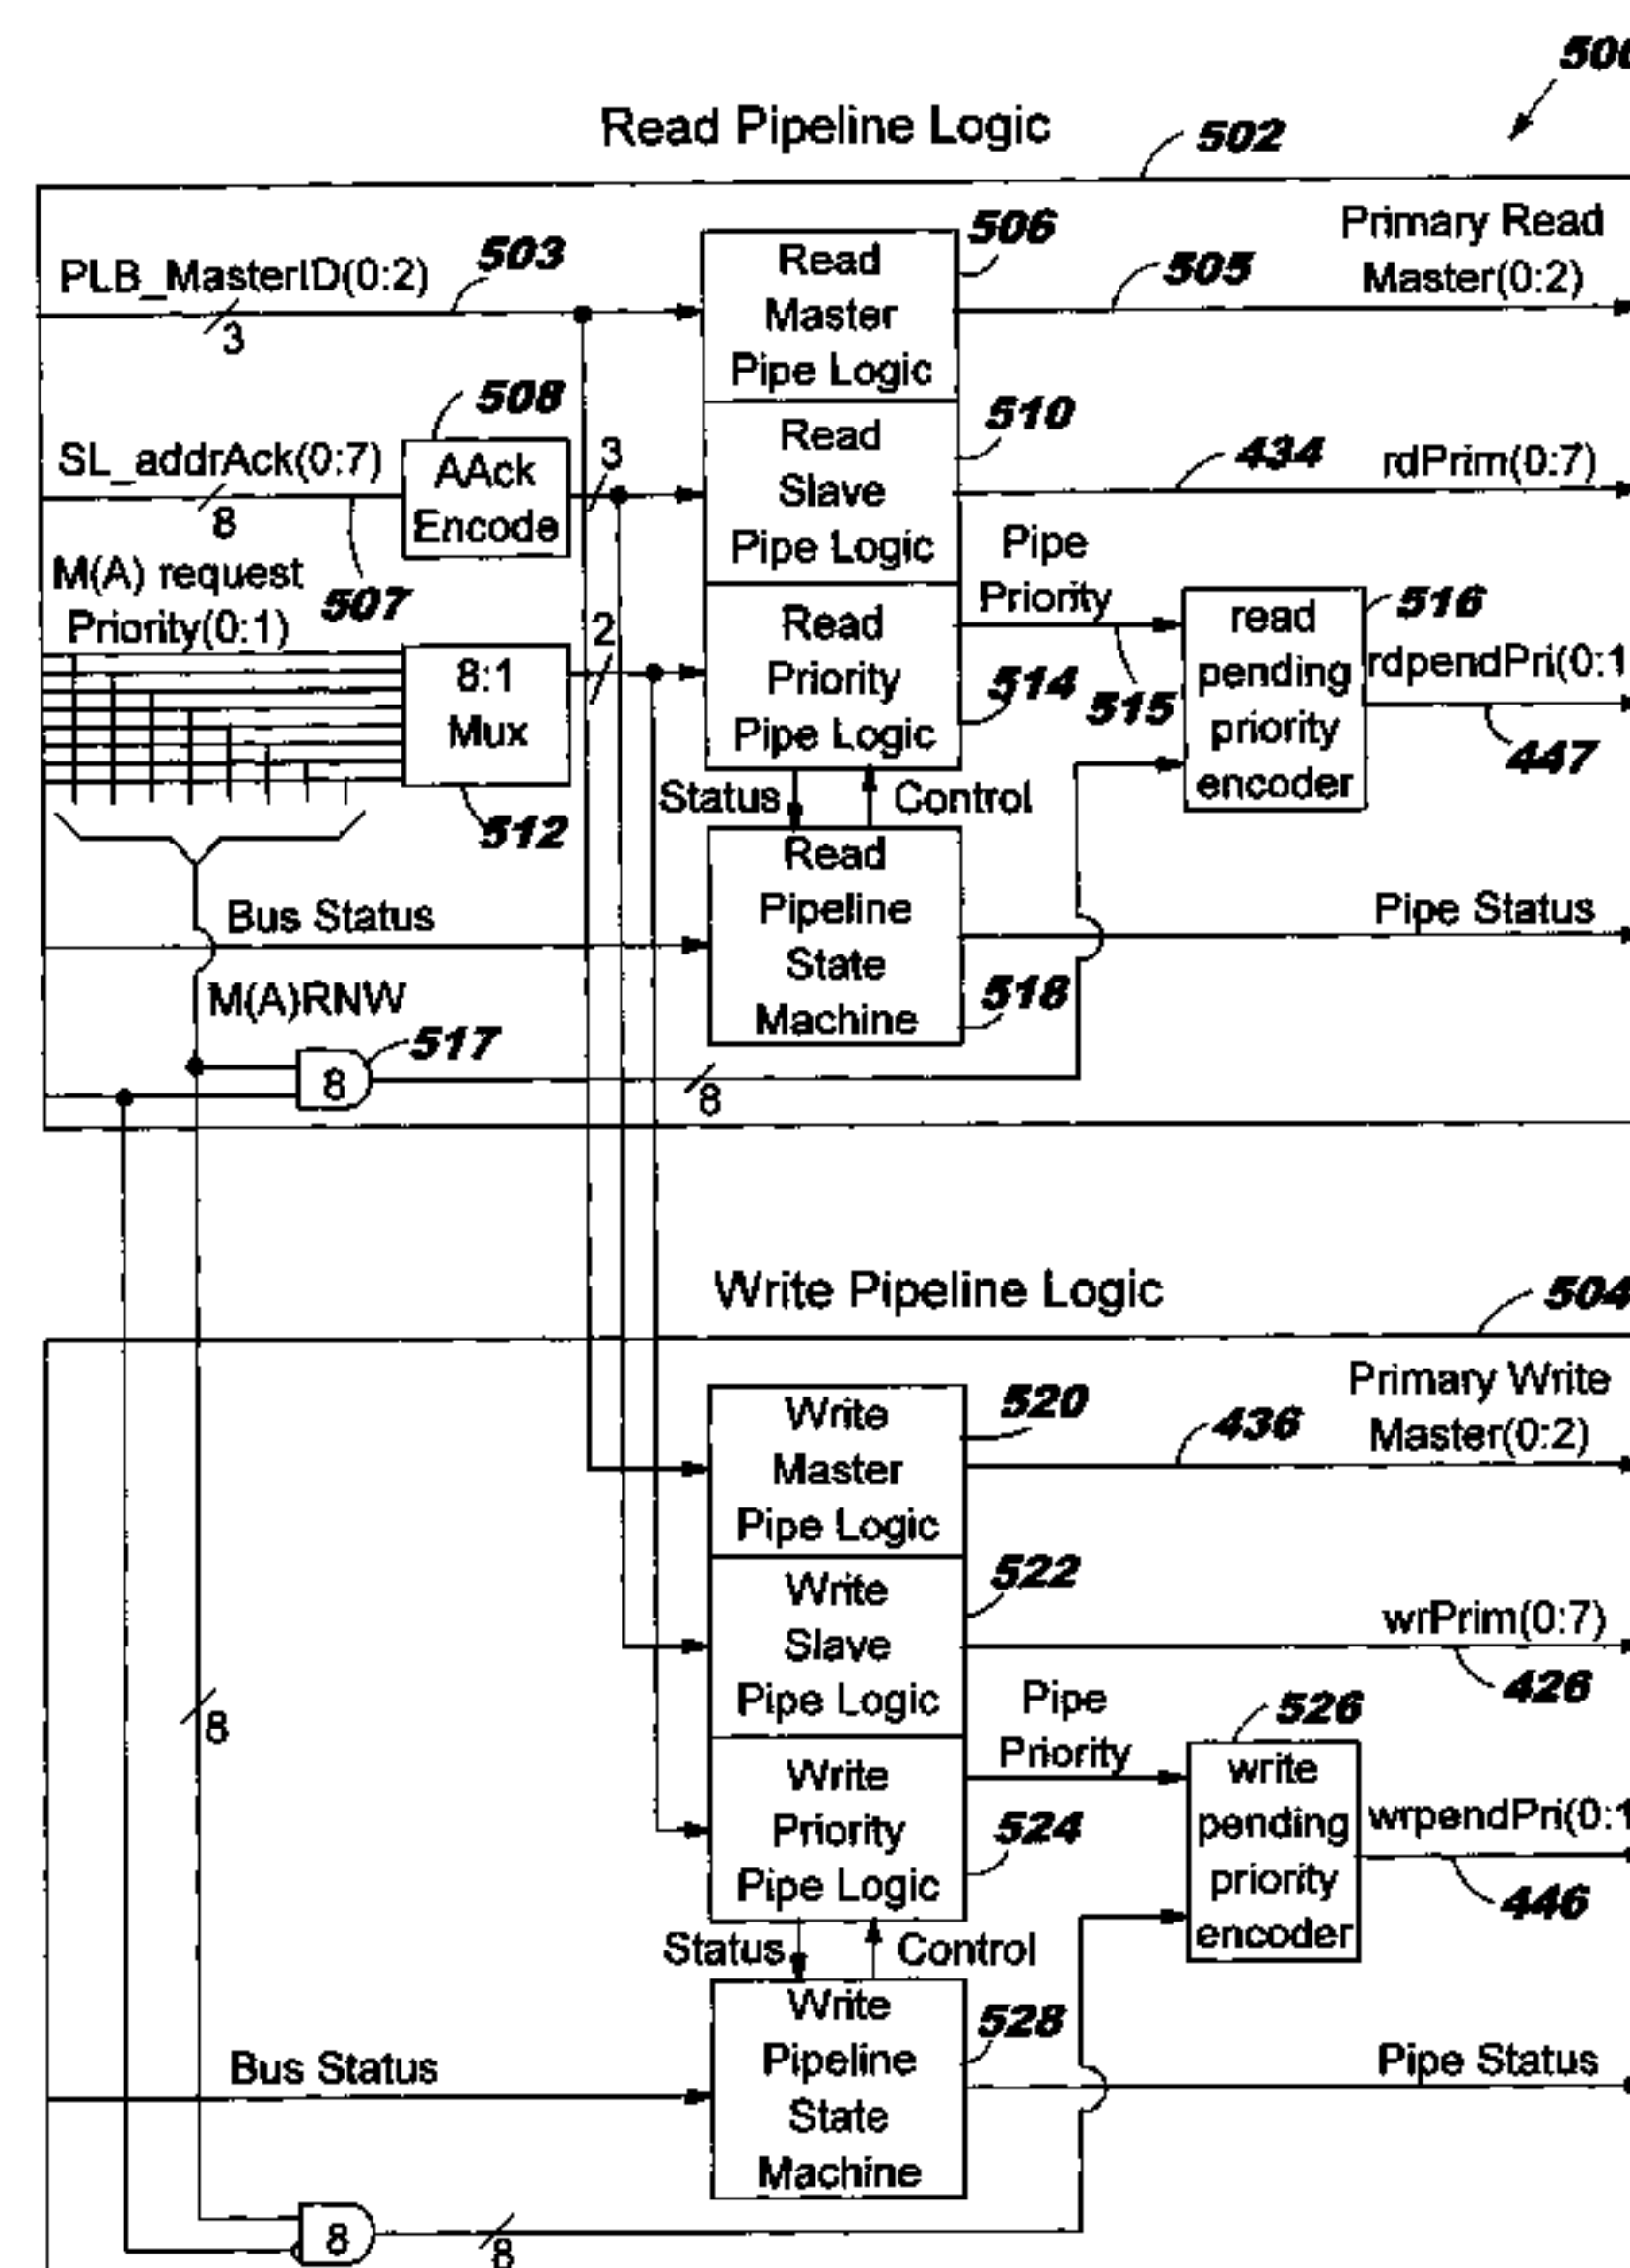 500
Read Pipeline Logic
502
PLB_MasterID(0:2)
503
3
Read
Master
Pipe Logic
506
505
Primary Read
Master(0:2)
SL_addrAck(0:7)
8
507
508
AAck
Encode
3
Read
Slave
Pipe Logic
510
434
rdPrim(0:7)
M(A) request
Priority(0:1)
8:1
Mux
512
2
Read
Priority
Pipe Logic
514
Pipe
Priority
515
read
pending
priority
encoder
516
rdpendPri(0:1
447
Status
Control
Bus Status
Read
Pipeline
State
Machine
518
Pipe Status
M(A)RNW
517
8
8
Write Pipeline Logic
504
Write
Master
Pipe Logic
520
436
Primary Write
Master(0:2)
Write
Slave
Pipe Logic
522
wrPrim(0:7)
426
8
Write
Priority
Pipe Logic
524
Pipe
Priority
526
write
pending
priority
encoder
wrpendPri(0:1
446
Status
Control
Bus Status
Write
Pipeline
State
Machine
528
Pipe Status
8
8